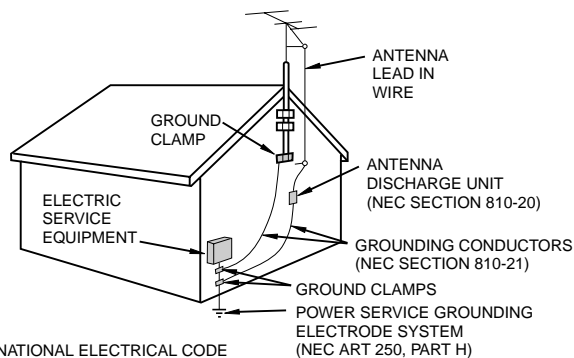 ANTENNA
LEAD IN
WIRE
GROUND
CLAMP
ANTENNA
DISCHARGE UNIT
(NEC SECTION 810-20)
ELECTRIC
SERVICE
EQUIPMENT
GROUNDING CONDUCTORS
(NEC SECTION 810-21)
GROUND CLAMPS
POWER SERVICE GROUNDING
ELECTRODE SYSTEM
(NEC ART 250, PART H)
NATIONAL ELECTRICAL CODE